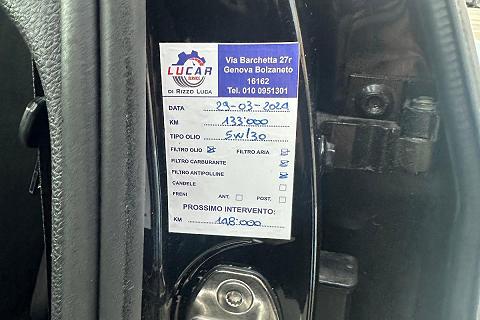 LUCAR
SERVICE
DI RIZZO LUCA
Via Barchetta 27r
Genova Bolzaneto
16162
Tel. 010 0951301
DATA 29-03-2021
KM 133'000
TIPO OLIO 5W/30
FILTRO OLIO FILTRO ARIA
FILTRO CARBURANTE
FILTRO ANTIPOLLINE
CANDELE
FRENI ANT. POST.
PROSSIMO INTERVENTO:
KM 148.000